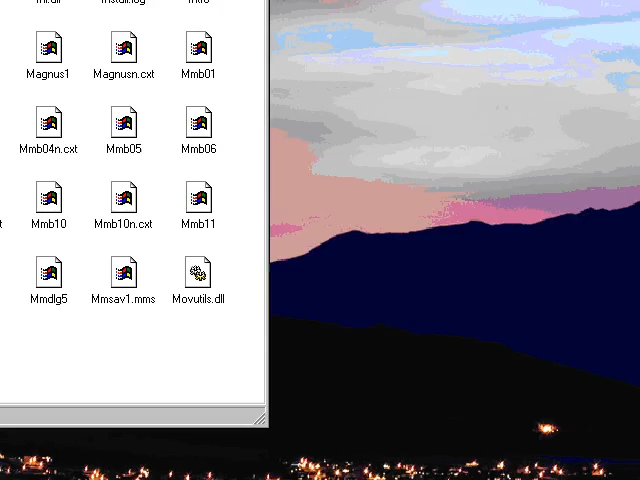 Magnus1 Magnusn.cxt Mmb01
Mmb04n.cxt Mmb05 Mmb06
Mmb10 Mmb10n.cxt Mmb11
Mmdlg5 Mmsav1.mms Movutils.dll